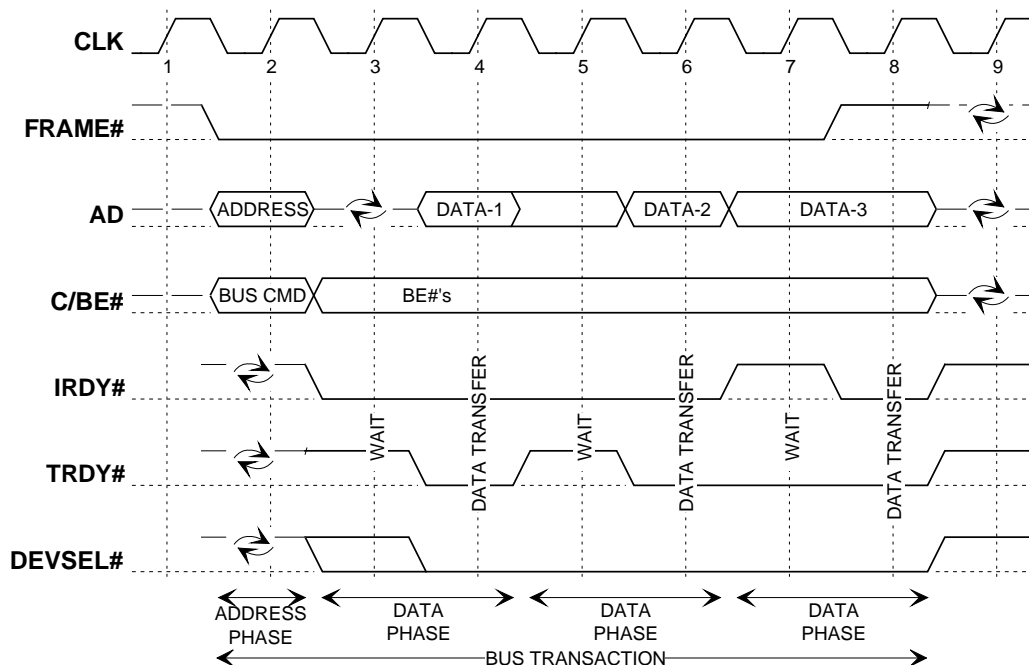 CLK
1 2 3 4 5 6 7 8 9
FRAME#
AD
ADDRESS DATA-1 DATA-2 DATA-3
C/BE#
BUS CMD BE#'s
IRDY#
WAIT
DATA TRANSFER
WAIT
DATA TRANSFER
WAIT
DATA TRANSFER
TRDY#
DEVSEL#
ADDRESS
PHASE
DATA
PHASE
DATA
PHASE
DATA
PHASE
BUS TRANSACTION